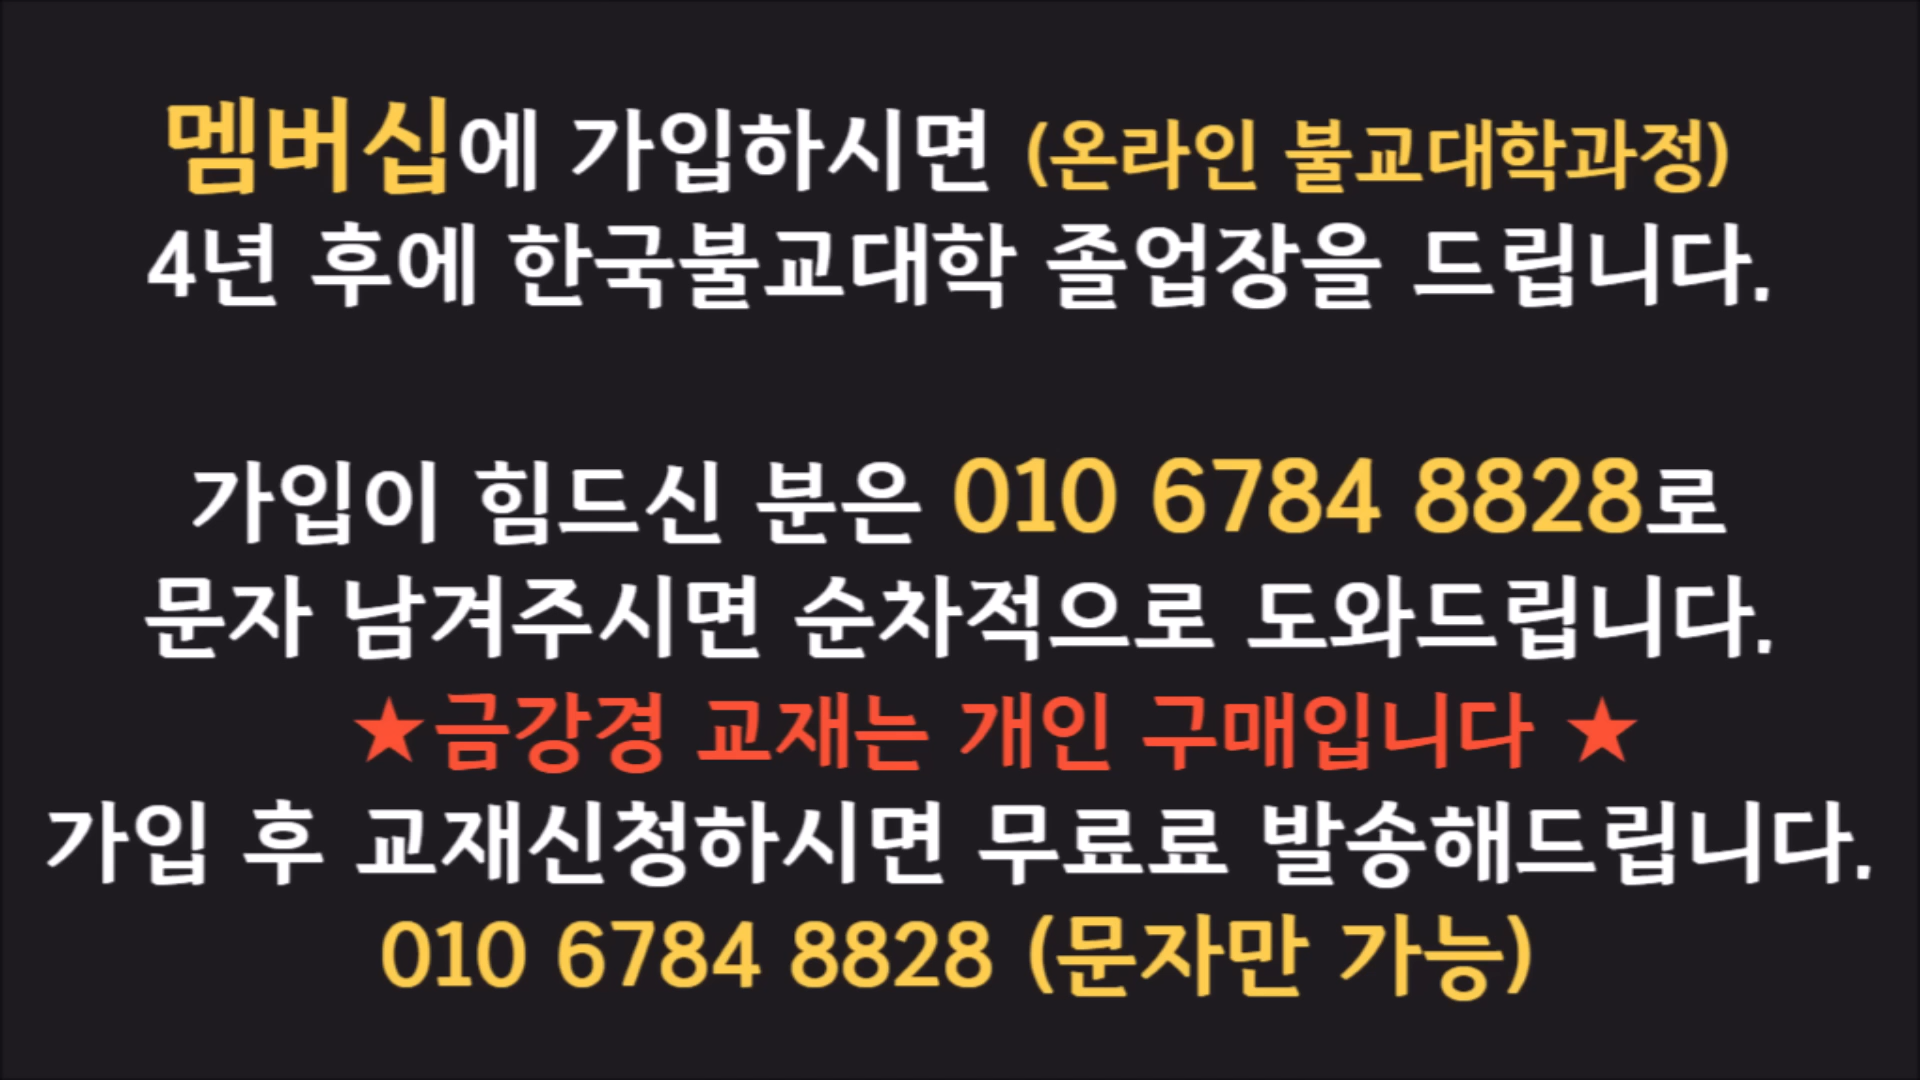 멤버십에 가입하시면 (온라인 불교대학과정)
4년 후에 한국불교대학 졸업장을 드립니다.
가입이 힘드신 분은 010 6784 8828로
문자 남겨주시면 순차적으로 도와드립니다.
★금강경 교재는 개인 구매입니다 ★
가입 후 교재신청하시면 무료료 발송해드립니다.
010 6784 8828 (문자만 가능)